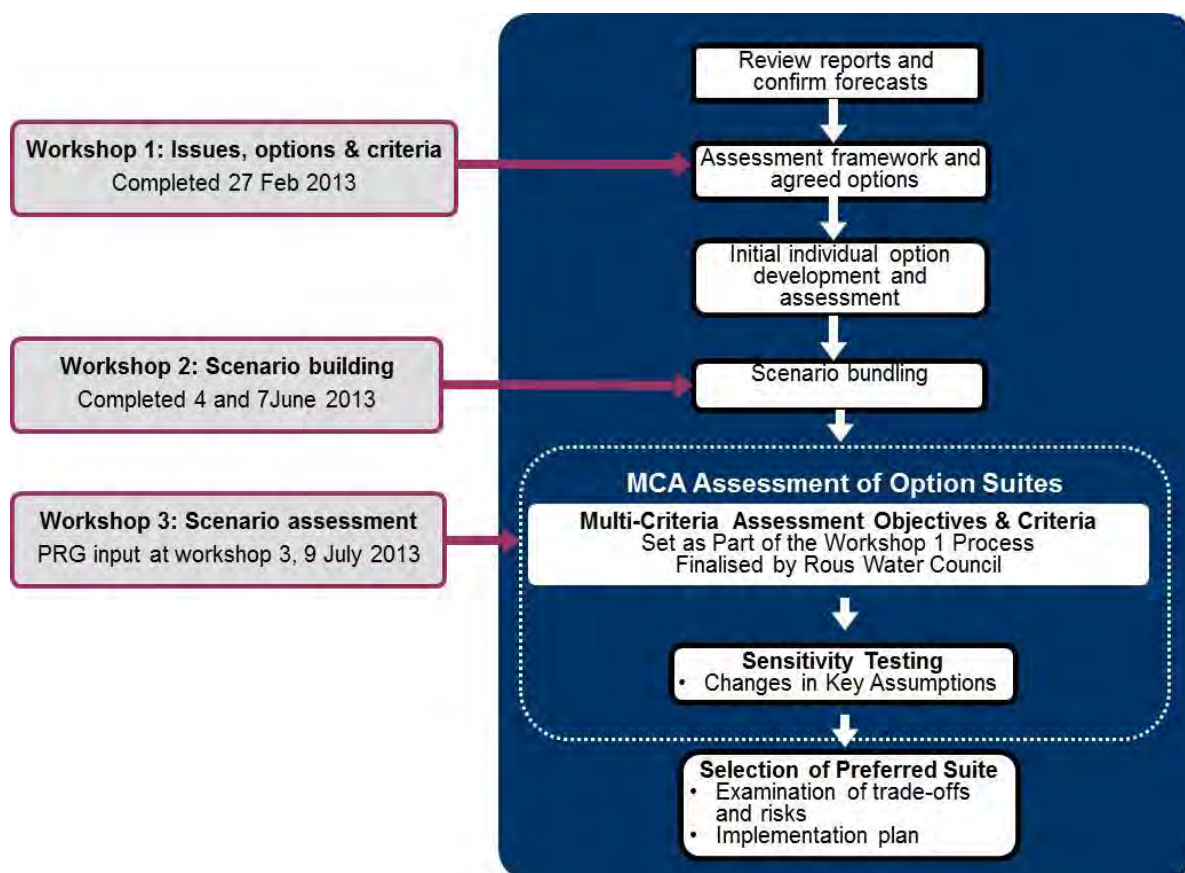 Review reports and
confirm forecasts
Workshop 1: Issues, options & criteria
Completed 27 Feb 2013
Assessment framework and
agreed options
Initial individual option
development and
assessment
Workshop 2: Scenario building
Completed 4 and 7June 2013
Scenario bundling
MCA Assessment of Option Suites
Workshop 3: Scenario assessment
PRG input at workshop 3, 9 July 2013
Multi-Criteria Assessment Objectives & Criteria
Set as Part of the Workshop 1 Process
Finalised by Rous Water Council
Sensitivity Testing
• Changes in Key Assumptions
Selection of Preferred Suite
• Examination of trade-offs
and risks
• Implementation plan